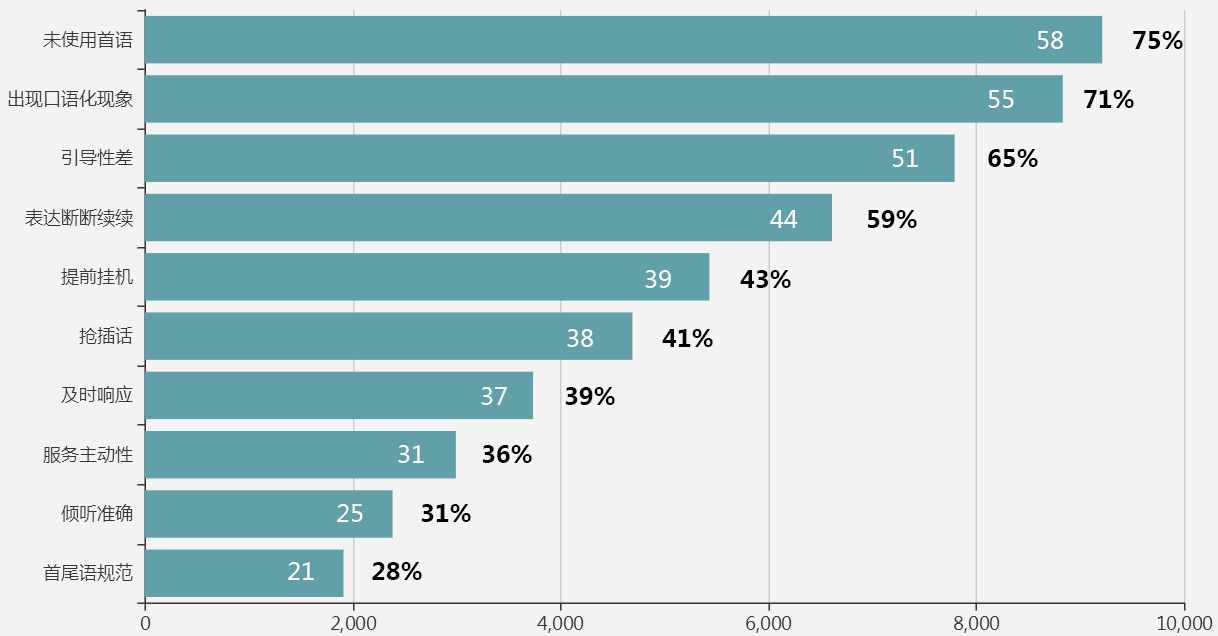 未使用首语 58 75%
出现口语化现象 55 71%
引导性差 51 65%
表达断断续续 44 59%
提前挂机 39 43%
抢插话 38 41%
及时响应 37 39%
服务主动性 31 36%
倾听准确 25 31%
首尾语规范 21 28%
0 2,000 4,000 6,000 8,000 10,000